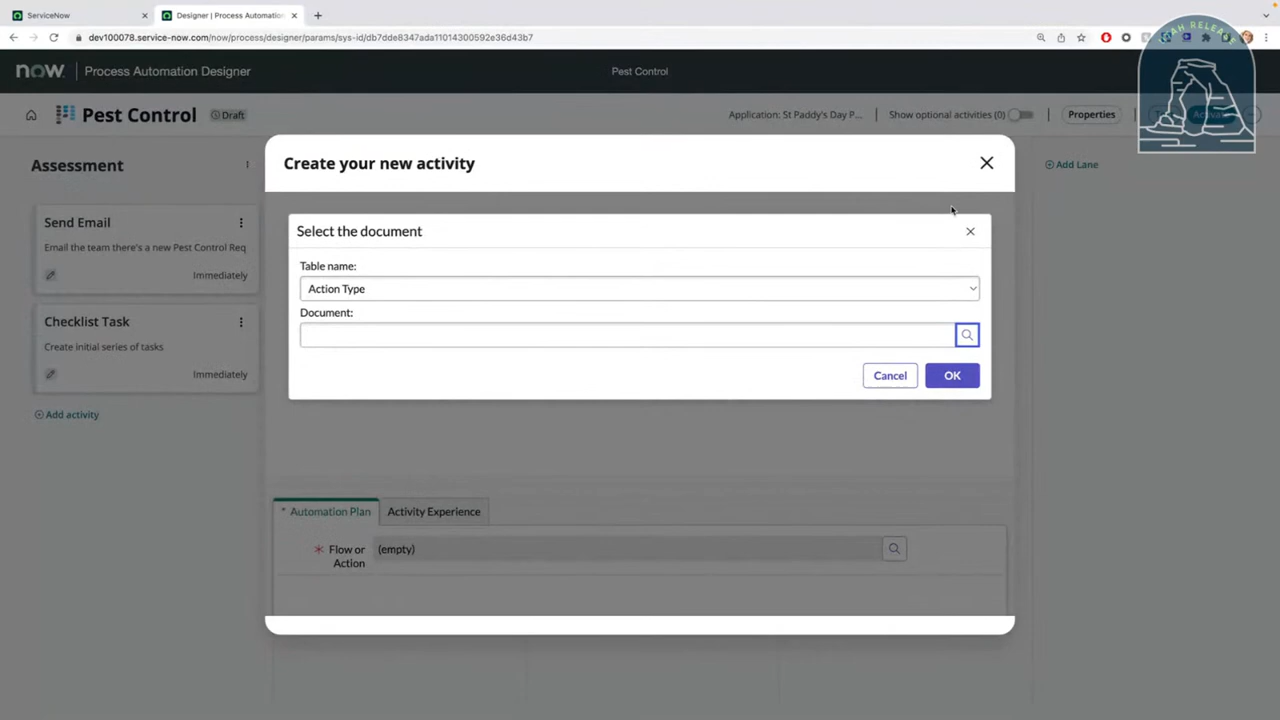 ServiceNow
Designer | Process Automation
dev100078.service-now.com/now/process/designer/params/sys-id/db7dde8347ada11014300592e36d43b7
now. Process Automation Designer
Pest Control
UTAH RELEASE
Pest Control
Draft
Application: St Paddy's Day P...
Show optional activities (0)
Properties
Assessment
Add Lane
Send Email
Email the team there's a new Pest Control Req
Immediately
Checklist Task
Create initial series of tasks
Immediately
Add activity
Create your new activity
Select the document
Table name:
Action Type
Document:
Cancel
OK
* Automation Plan
Activity Experience
* Flow or
Action
(empty)